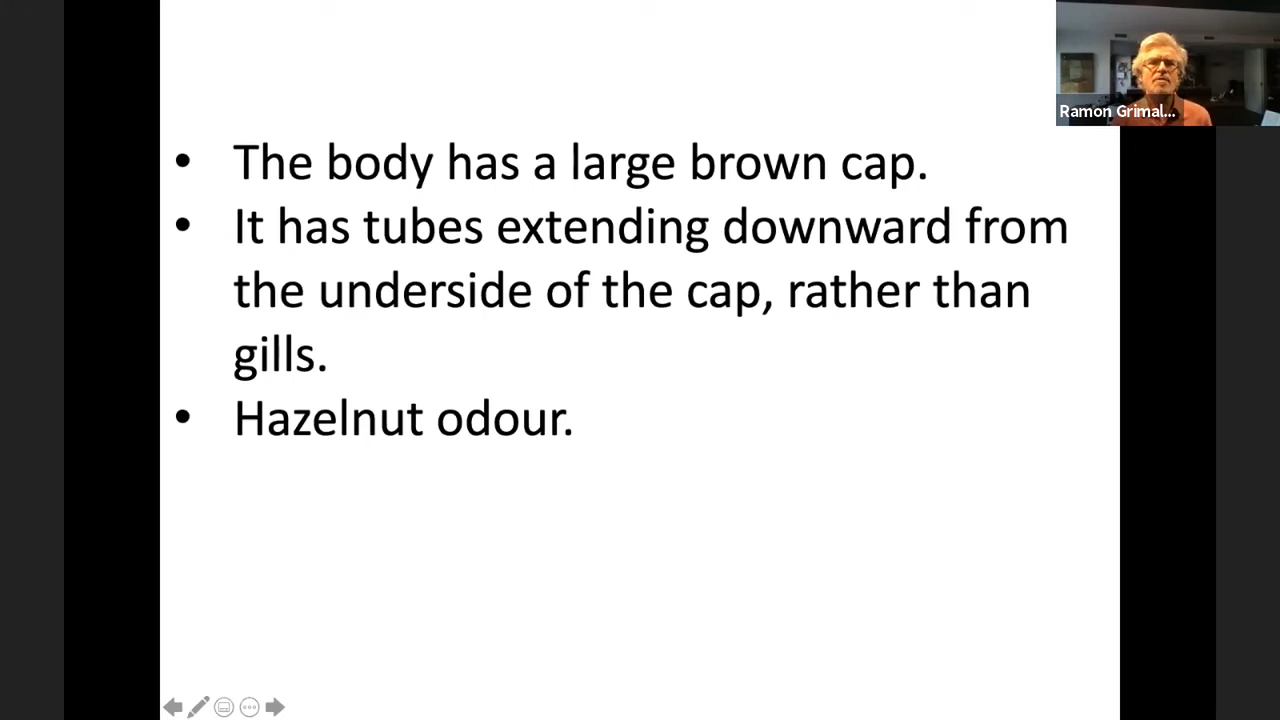 Ramon Grimal...
• The body has a large brown cap.
• It has tubes extending downward from
the underside of the cap, rather than
gills.
• Hazelnut odour.